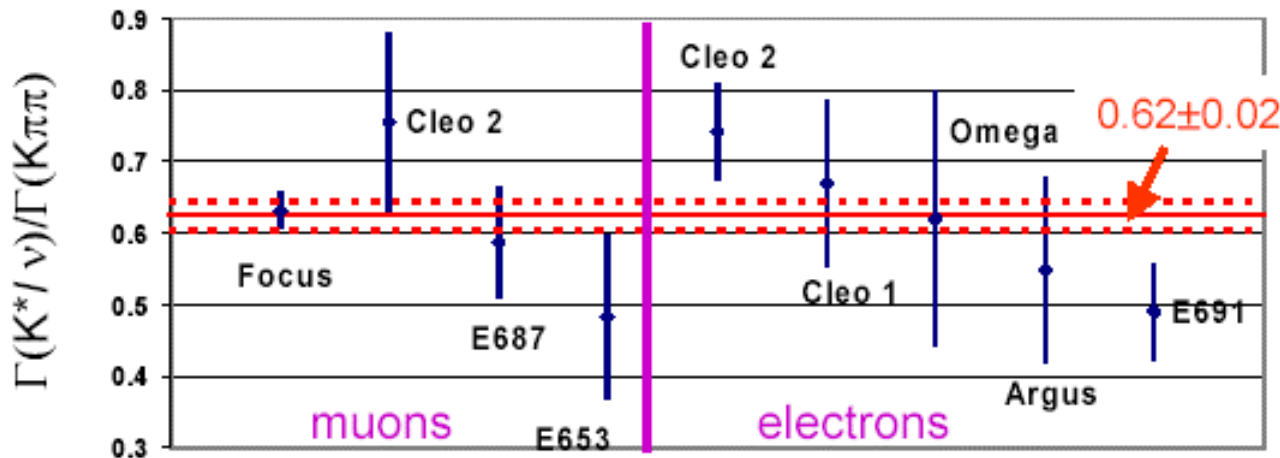 Γ(K*l ν)/Γ(Kππ)
0.9
0.8
0.7
0.6
0.5
0.4
0.3
Cleo 2
Cleo 2
Omega
0.62±0.02
Focus
Cleo 1
E691
E687
Argus
E653
muons
electrons